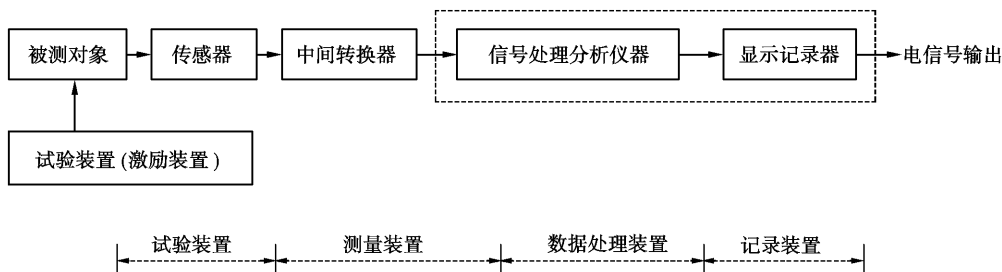 被测对象
传感器
中间转换器
信号处理分析仪器
显示记录器
电信号输出
试验装置(激励装置)
试验装置
测量装置
数据处理装置
记录装置